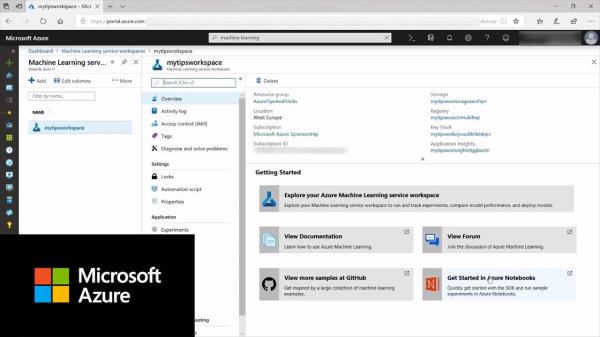 mytipsworkspace - Micr
https://portal.azure.com/
Microsoft Azure
machine learning
Dashboard > Machine Learning service workspaces > mytipsworkspace
Machine Learning serv...
Add
Edit columns
More
Filter by name...
NAME
mytipsworkspace
mytipsworkspace
Machine Learning service workspace
Search (Ctrl+/)
Overview
Activity log
Access control (IAM)
Tags
Diagnose and solve problems
Settings
Locks
Automation script
Properties
Application
Experiments
Delete
Resource group
AzureTipsAndTricks
Location
West Europe
Subscription
Microsoft Azure Sponsorship
Subscription ID
Storage
Registry
Key Vault
Application Insights
Getting Started
Explore your Azure Machine Learning service workspace
Explore your Azure Machine Learning service workspace to run and track experiments, compare model performance, and deploy models.
View Documentation
Learn how to use Azure Machine Learning.
View Forum
Join the discussion of Azure Machine Learning.
View more samples at GitHub
Get inspired by a large collection of machine learning
examples.
Get Started in Azure Notebooks
Quickly get started with the SDK and run sample
experiments in Azure Notebooks.
Microsoft
Azure